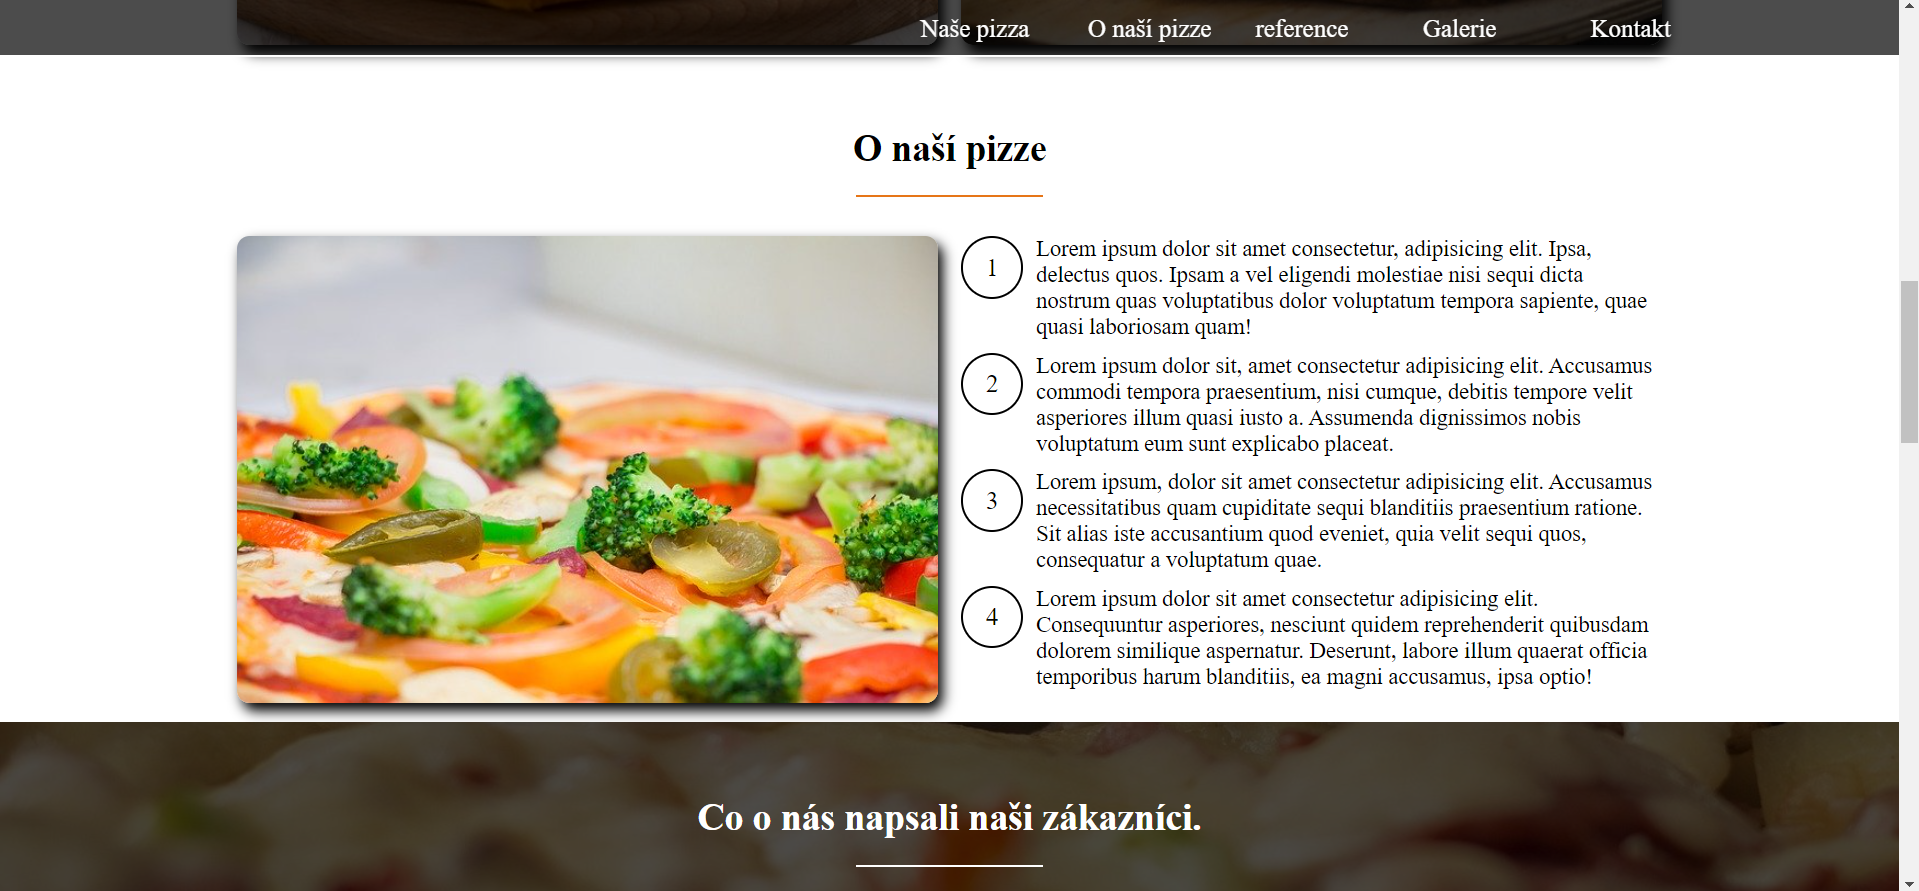 Naše pizza O naší pizze reference Galerie Kontakt
O naší pizze
1
Lorem ipsum dolor sit amet consectetur, adipisicing elit. Ipsa,
delectus quos. Ipsam a vel eligendi molestiae nisi sequi dicta
nostrum quas voluptatibus dolor voluptatum tempora sapiente, quae
quasi laboriosam quam!
2
Lorem ipsum dolor sit, amet consectetur adipisicing elit. Accusamus
commodi tempora praesentium, nisi cumque, debitis tempore velit
asperiores illum quasi iusto a. Assumenda dignissimos nobis
voluptatum eum sunt explicabo placeat.
3
Lorem ipsum, dolor sit amet consectetur adipisicing elit. Accusamus
necessitatibus quam cupiditate sequi blanditiis praesentium ratione.
Sit alias iste accusantium quod eveniet, quia velit sequi quos,
consequatur a voluptatum quae.
4
Lorem ipsum dolor sit amet consectetur adipisicing elit.
Consequuntur asperiores, nesciunt quidem reprehenderit quibusdam
dolorem similique aspernatur. Deserunt, labore illum quaerat officia
temporibus harum blanditiis, ea magni accusamus, ipsa optio!
Co o nás napsali naši zákazníci.